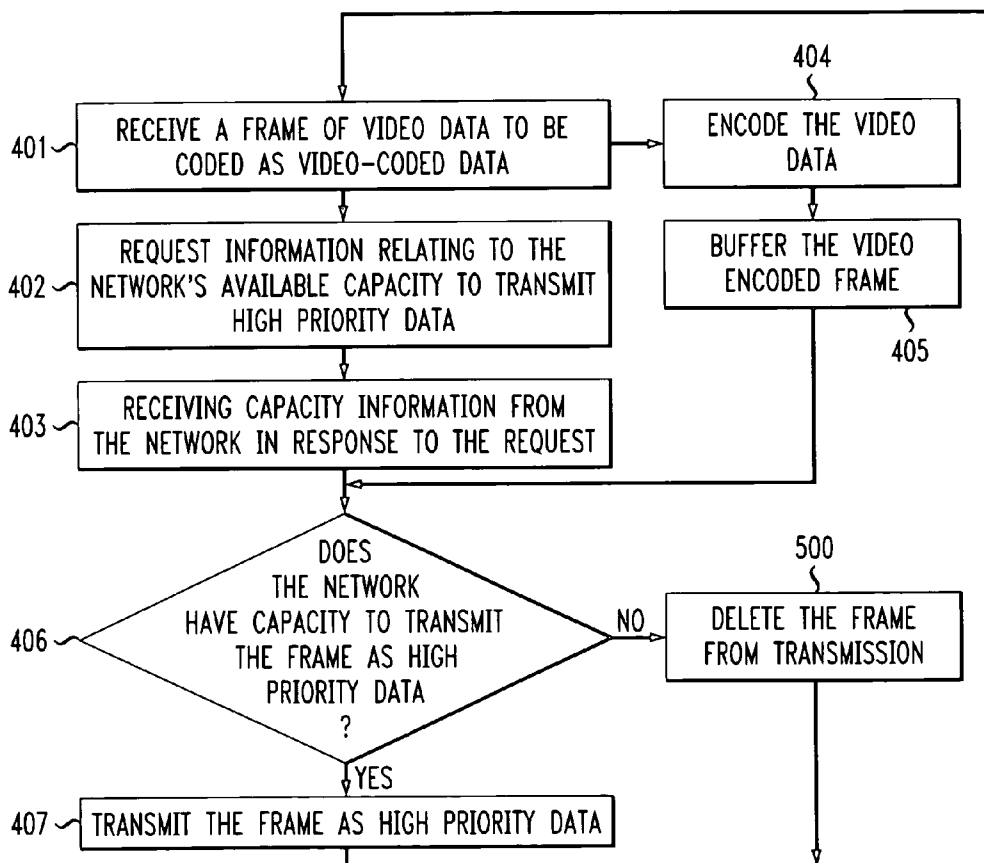 401
RECEIVE A FRAME OF VIDEO DATA TO BE
CODED AS VIDEO-CODED DATA
404
ENCODE THE VIDEO
DATA
402
REQUEST INFORMATION RELATING TO THE
NETWORK'S AVAILABLE CAPACITY TO TRANSMIT
HIGH PRIORITY DATA
BUFFER THE VIDEO
ENCODED FRAME
405
403
RECEIVING CAPACITY INFORMATION FROM
THE NETWORK IN RESPONSE TO THE REQUEST
406
DOES
THE NETWORK
HAVE CAPACITY TO TRANSMIT
THE FRAME AS HIGH
PRIORITY DATA
?
NO
500
DELETE THE FRAME
FROM TRANSMISSION
YES
407
TRANSMIT THE FRAME AS HIGH PRIORITY DATA